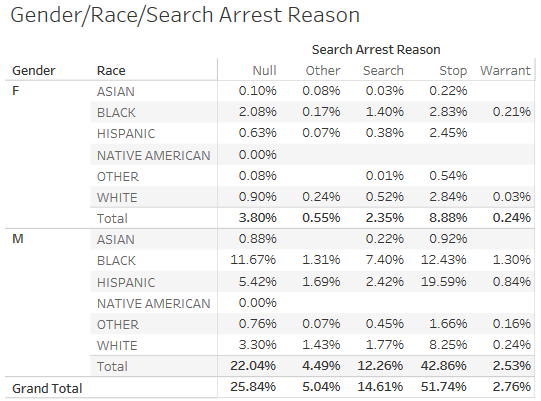 Gender/Race/Search Arrest Reason
Search Arrest Reason
Gender Race Null Other Search Stop Warrant
F ASIAN 0.10% 0.08% 0.03% 0.22%
BLACK 2.08% 0.17% 1.40% 2.83% 0.21%
HISPANIC 0.63% 0.07% 0.38% 2.45%
NATIVE AMERICAN 0.00%
OTHER 0.08% 0.01% 0.54%
WHITE 0.90% 0.24% 0.52% 2.84% 0.03%
Total 3.80% 0.55% 2.35% 8.88% 0.24%
M ASIAN 0.88% 0.22% 0.92%
BLACK 11.67% 1.31% 7.40% 12.43% 1.30%
HISPANIC 5.42% 1.69% 2.42% 19.59% 0.84%
NATIVE AMERICAN 0.00%
OTHER 0.76% 0.07% 0.45% 1.66% 0.16%
WHITE 3.30% 1.43% 1.77% 8.25% 0.24%
Total 22.04% 4.49% 12.26% 42.86% 2.53%
Grand Total 25.84% 5.04% 14.61% 51.74% 2.76%